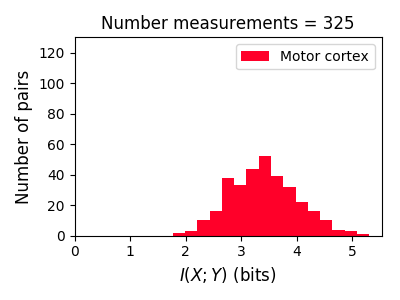 Number measurements = 325
Motor cortex
Number of pairs
120
100
80
60
40
20
0
0 1 2 3 4 5
I(X; Y) (bits)